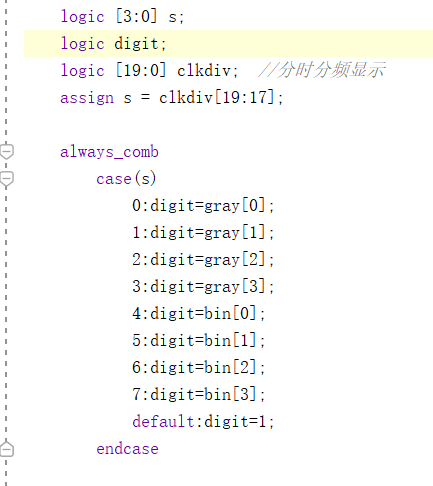 logic [3:0] s;
logic digit;
logic [19:0] clkdiv;  //分时分频显示
assign s = clkdiv[19:17];
always_comb
case(s)
0:digit=gray[0];
1:digit=gray[1];
2:digit=gray[2];
3:digit=gray[3];
4:digit=bin[0];
5:digit=bin[1];
6:digit=bin[2];
7:digit=bin[3];
default:digit=1;
endcase